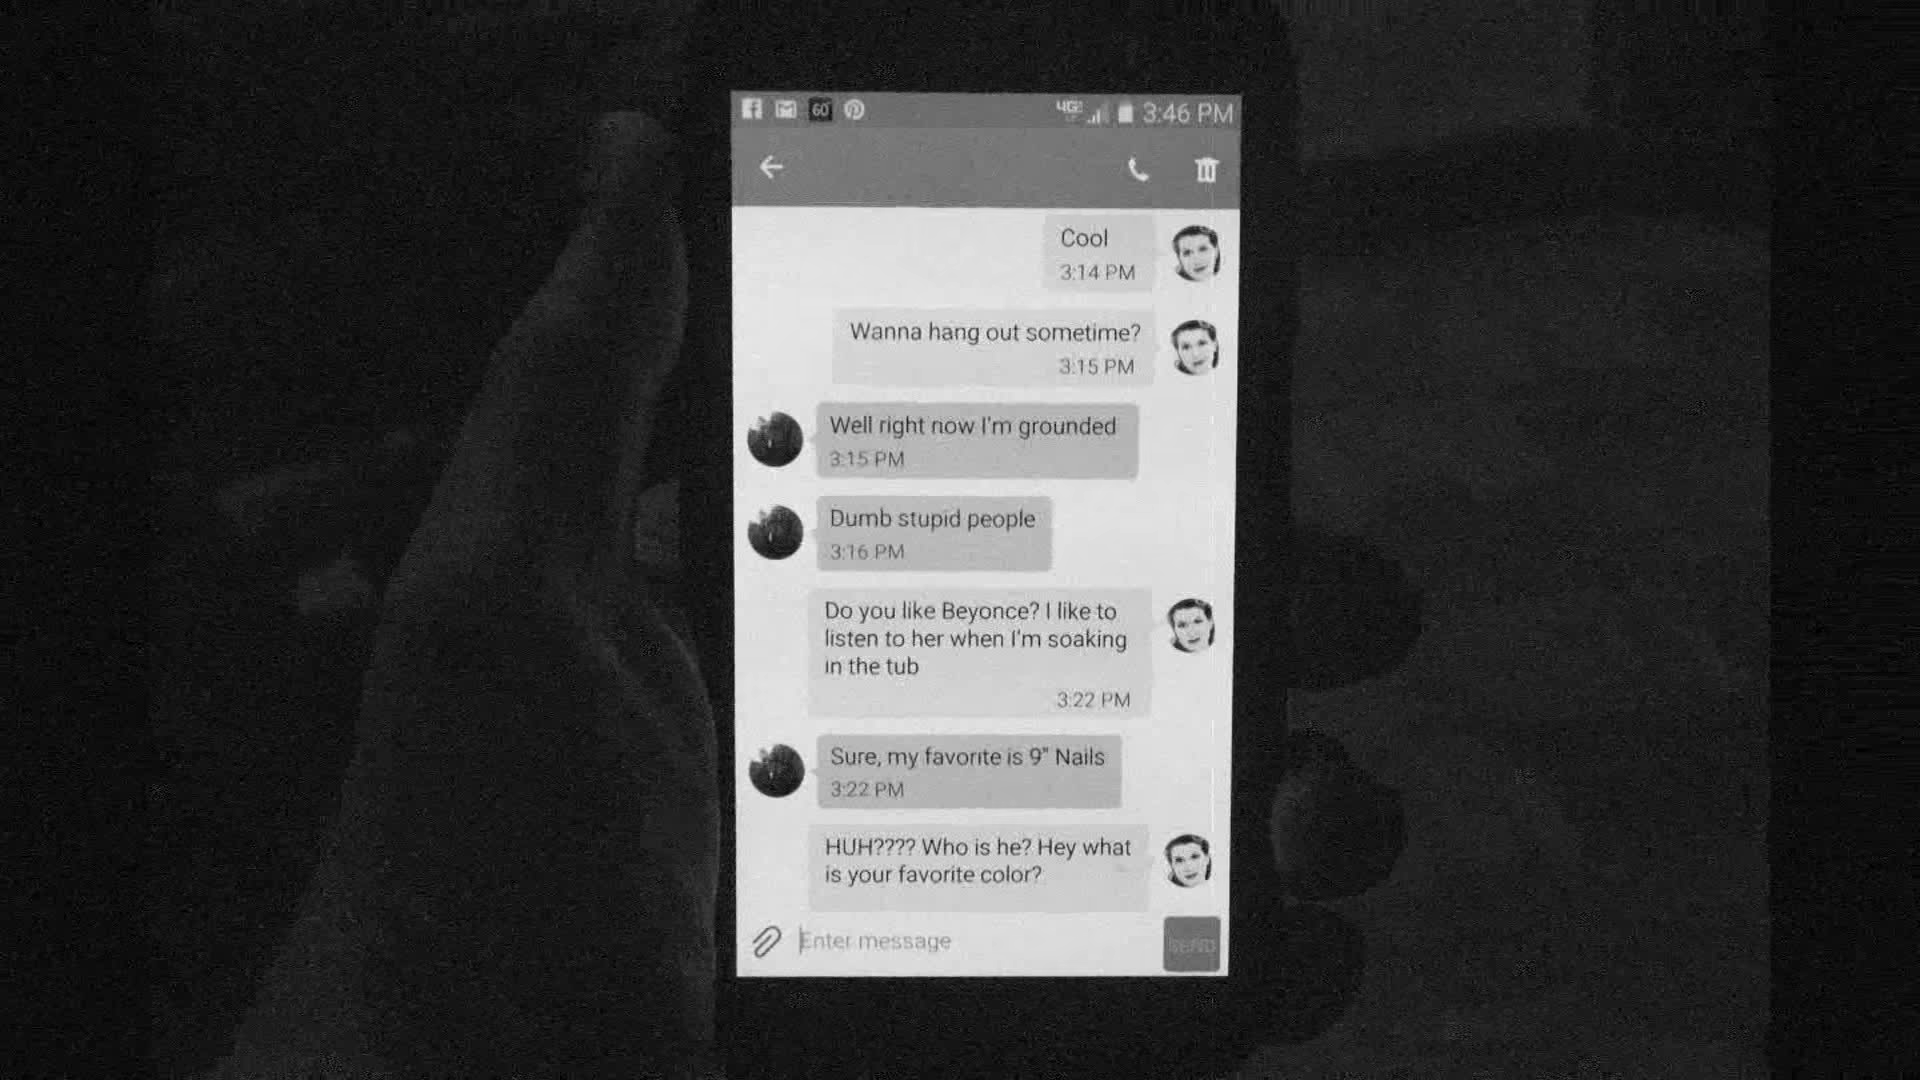 60 4G 3:46 PM
Cool
3:14 PM
Wanna hang out sometime?
3:15 PM
Well right now I'm grounded
3:15 PM
Dumb stupid people
3:16 PM
Do you like Beyonce? I like to
listen to her when I'm soaking
in the tub
3:22 PM
Sure, my favorite is 9" Nails
3:22 PM
HUH???? Who is he? Hey what
is your favorite color?
Enter message
SEND